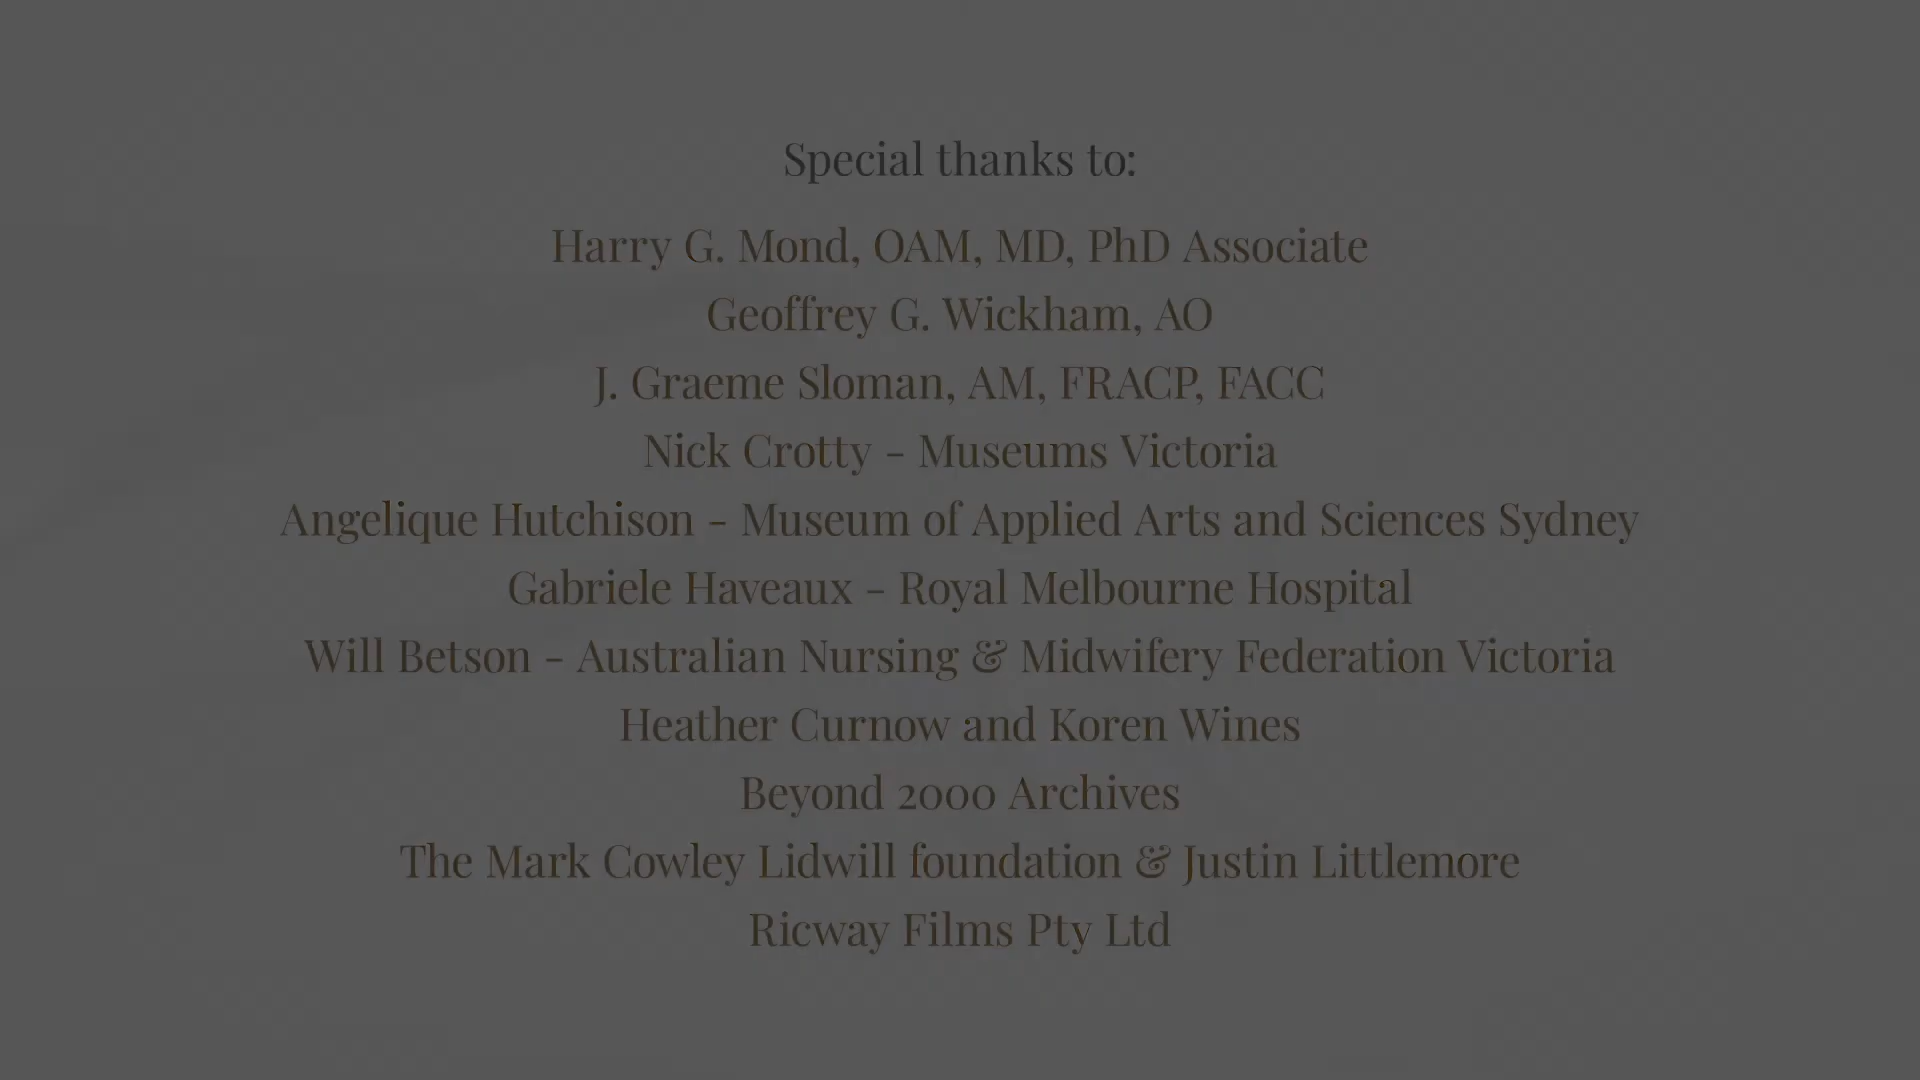 Special thanks to:
Harry G. Mond, OAM, MD, PhD Associate
Geoffrey G. Wickham, AO
J. Graeme Sloman, AM, FRACP, FACC
Nick Crotty - Museums Victoria
Angelique Hutchison - Museum of Applied Arts and Sciences Sydney
Gabriele Haveaux - Royal Melbourne Hospital
Will Betson - Australian Nursing & Midwifery Federation Victoria
Heather Curnow and Koren Wines
Beyond 2000 Archives
The Mark Cowley Lidwill foundation & Justin Littlemore
Ricway Films Pty Ltd